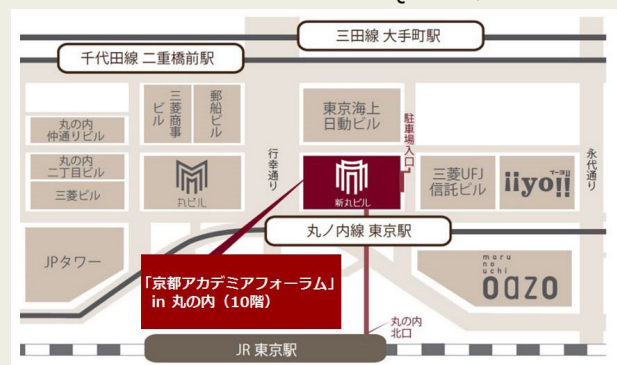 三田線 大手町駅
千代田線 二重橋前駅
丸の内
仲通りビル
三菱商事
ビル
郵船ビル
東京海上
日動ビル
駐車場入口
行幸通り
永代通り
丸の内
二丁目ビル
三菱ビル
丸ビル
新丸ビル
三菱UFJ
信託ビル
iiyo!!
イーヨ!!
丸ノ内線 東京駅
JPタワー
「京都アカデミアフォーラム」
in 丸の内（10階）
maru
no
uchi
oazo
丸の内
北口
JR 東京駅